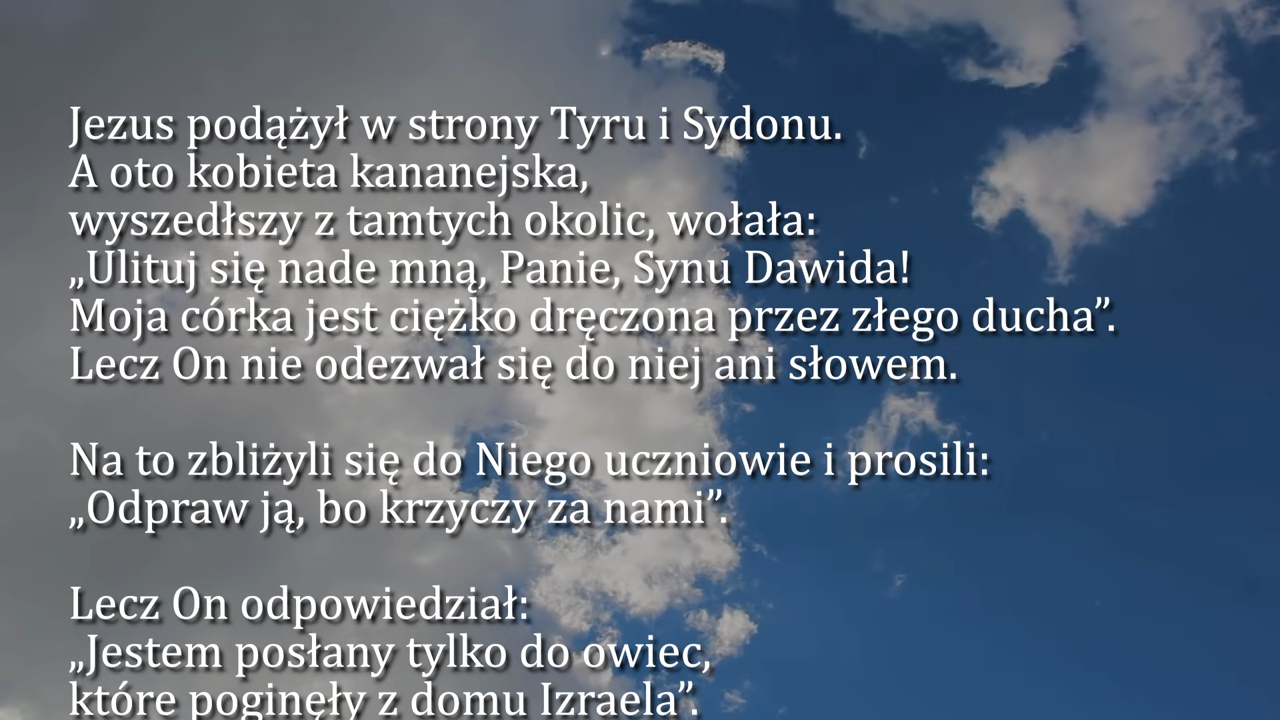 Jezus podążył w strony Tyru i Sydonu.
A oto kobieta kananejska,
wyszedłszy z tamtych okolic, wołała:
„Ulituj się nade mną, Panie, Synu Dawida!
Moja córka jest ciężko dręczona przez złego ducha”.
Lecz On nie odezwał się do niej ani słowem.
Na to zbliżyli się do Niego uczniowie i prosili:
„Odpraw ją, bo krzyczy za nami”.
Lecz On odpowiedział:
„Jestem posłany tylko do owiec,
które poginęły z domu Izraela”.